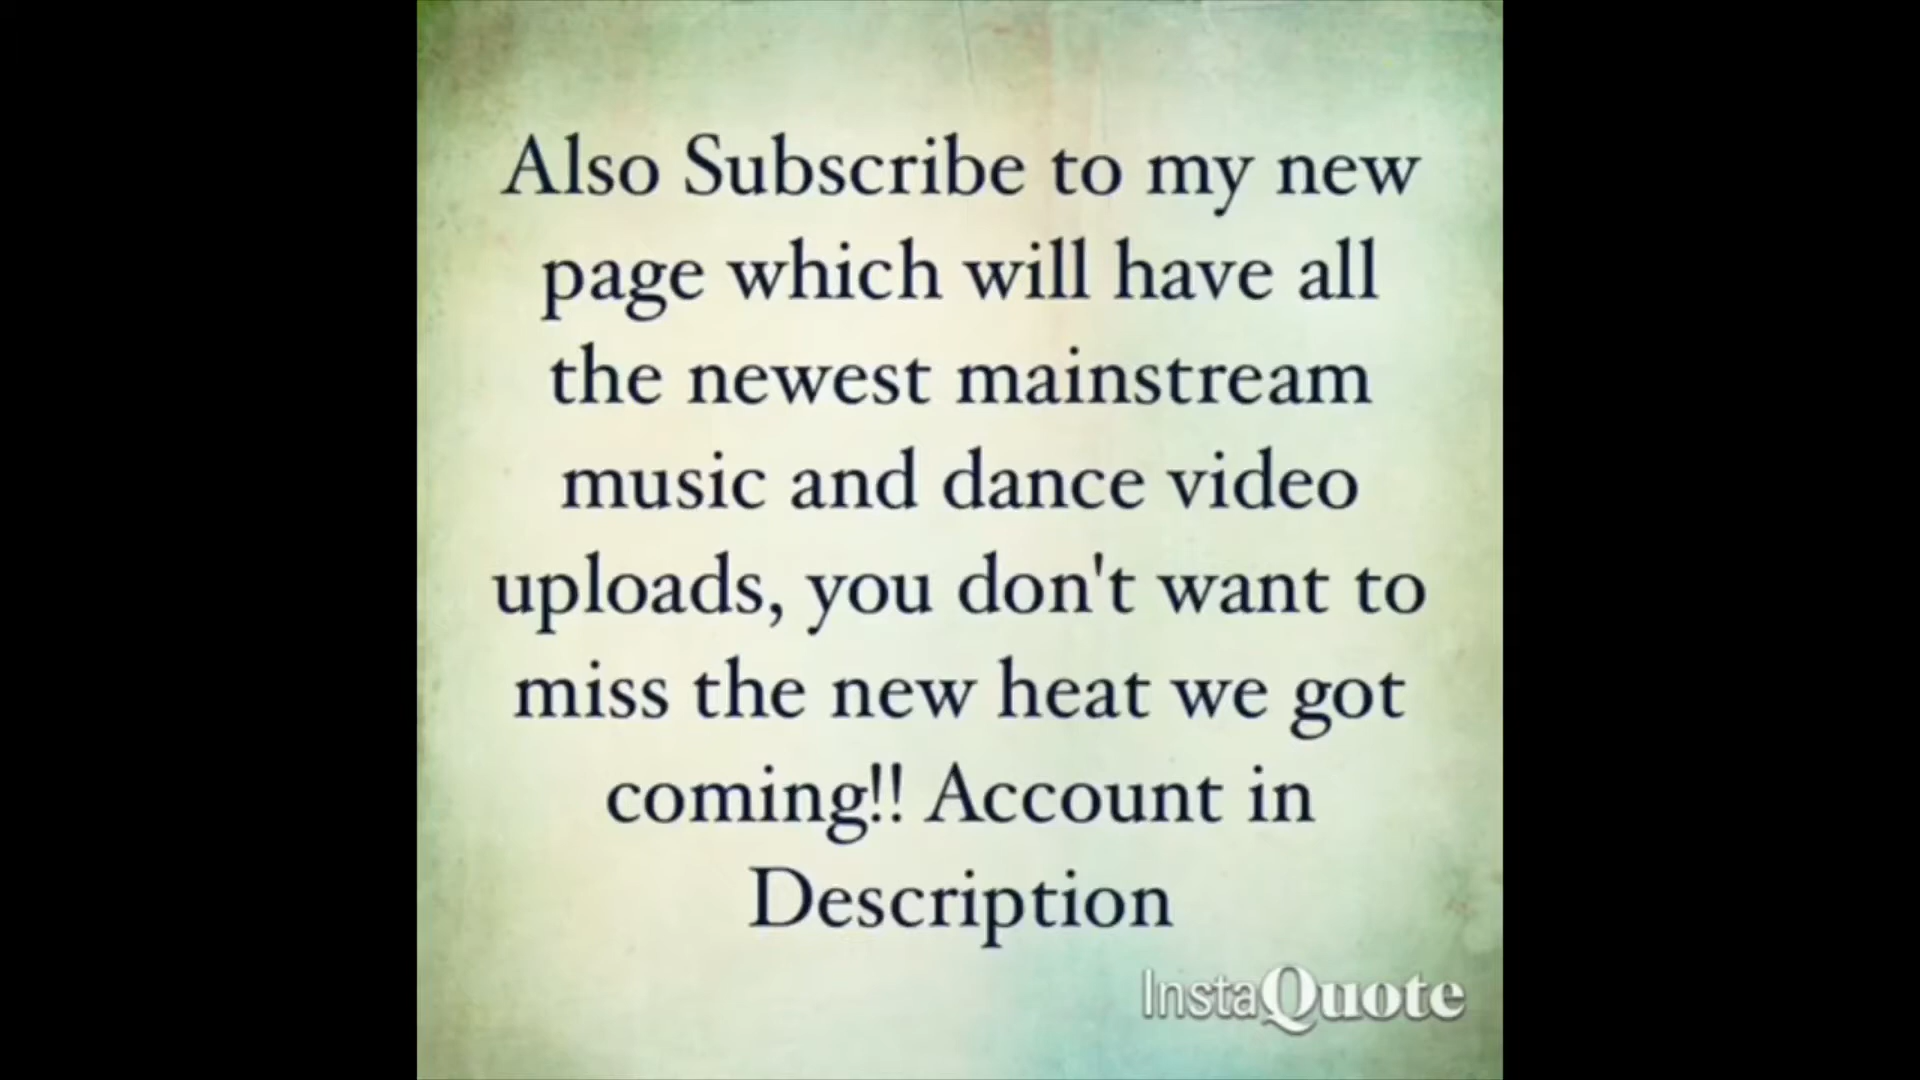 Also Subscribe to my new
page which will have all
the newest mainstream
music and dance video
uploads, you don't want to
miss the new heat we got
coming!! Account in
Description
InstaQuote